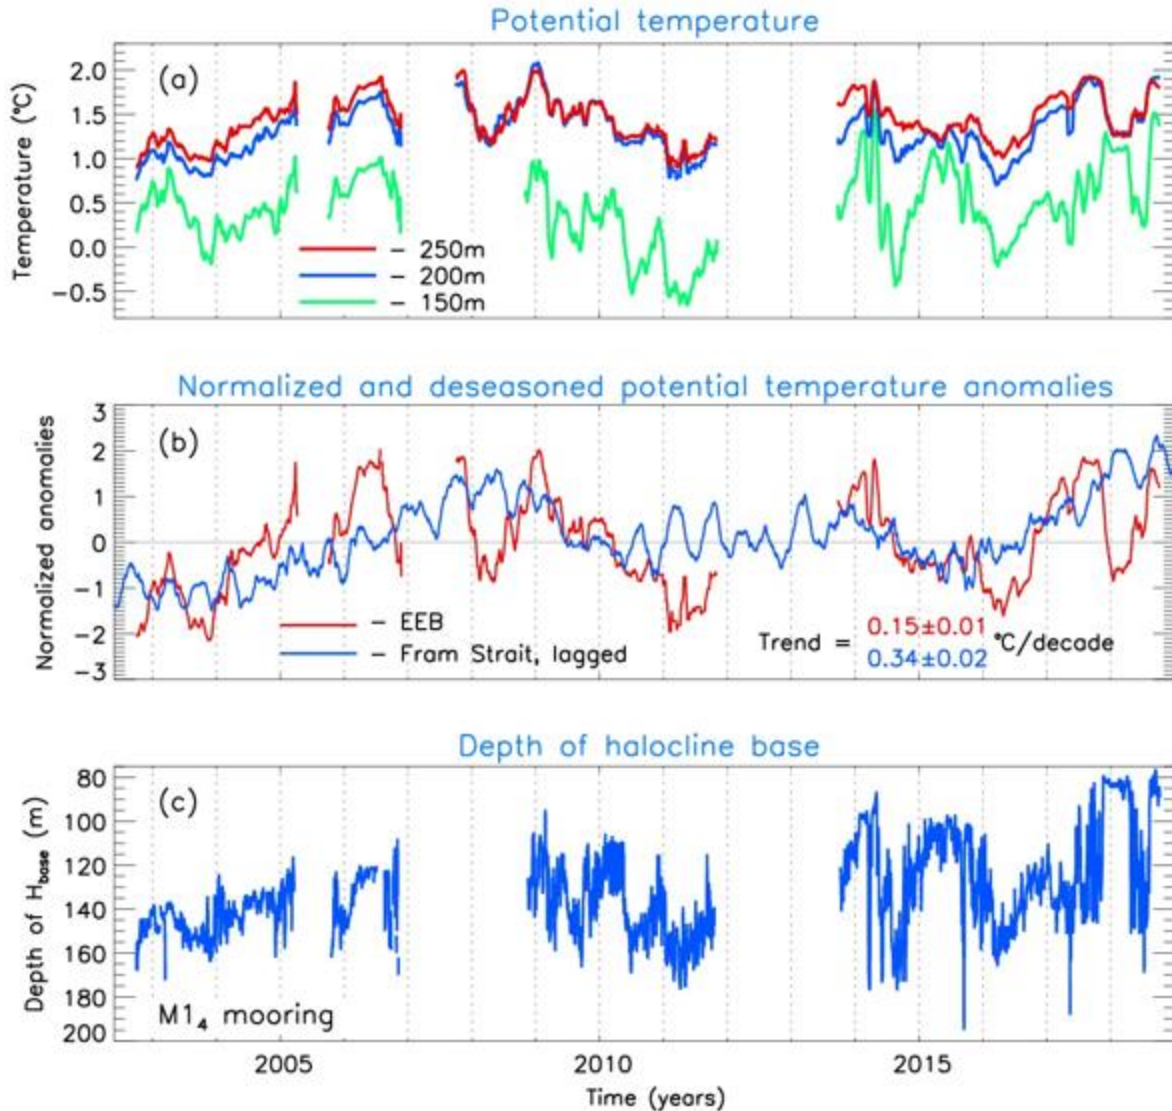 Potential temperature
(a)
Temperature (°C)
2.0
1.5
1.0
0.5
0.0
−0.5
− 250m
− 200m
− 150m
Normalized and deseasoned potential temperature anomalies
(b)
Normalized anomalies
3
2
1
0
−1
−2
−3
− EEB
− Fram Strait, lagged
Trend = 0.15±0.01 °C/decade
0.34±0.02
Depth of halocline base
(c)
Depth of Hbase (m)
80
100
120
140
160
180
200
M14 mooring
2005 2010 2015
Time (years)